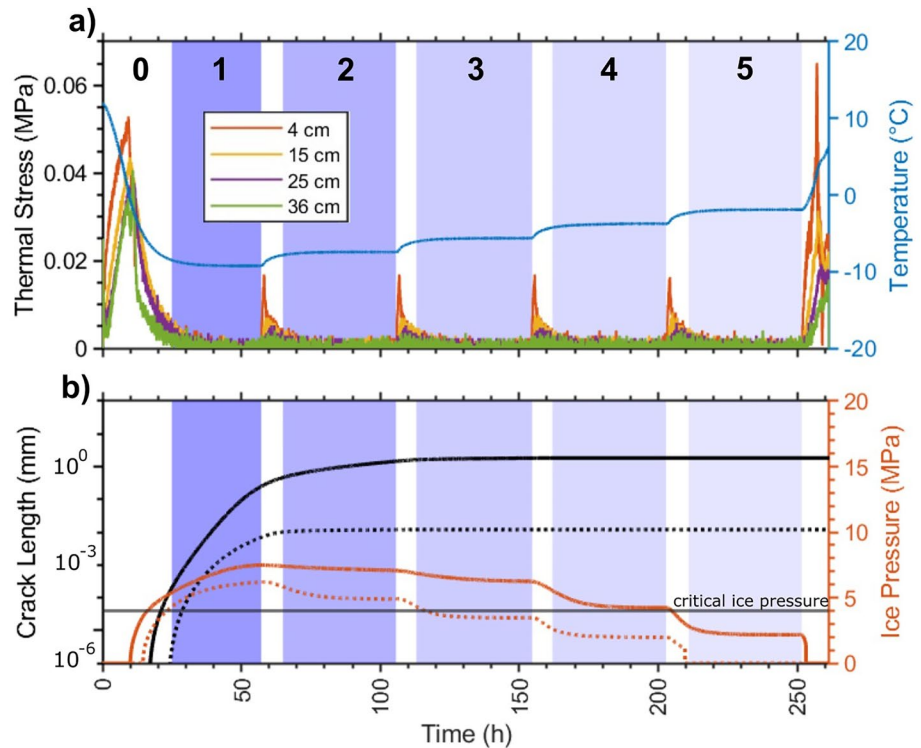 a)
0 1 2 3 4 5
Thermal Stress (MPa)
0.06
0.04
0.02
0
4 cm
15 cm
25 cm
36 cm
20
10
0
-10
-20
Temperature (°C)
b)
Crack Length (mm)
10^0
10^-3
10^-6
critical ice pressure
20
15
10
5
0
Ice Pressure (MPa)
0 50 100 150 200 250
Time (h)